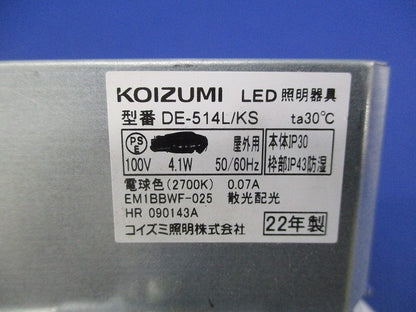 KOIZUMI LED 照明器具
型番 DE-514L/KS ta30℃
PS E 屋外用 本体IP30
100V 4.1W 50/60Hz 枠部IP43防湿
電球色(2700K) 0.07A
EM1BBWF-025 散光配光
HR 090143A
コイズミ照明株式会社 22年製